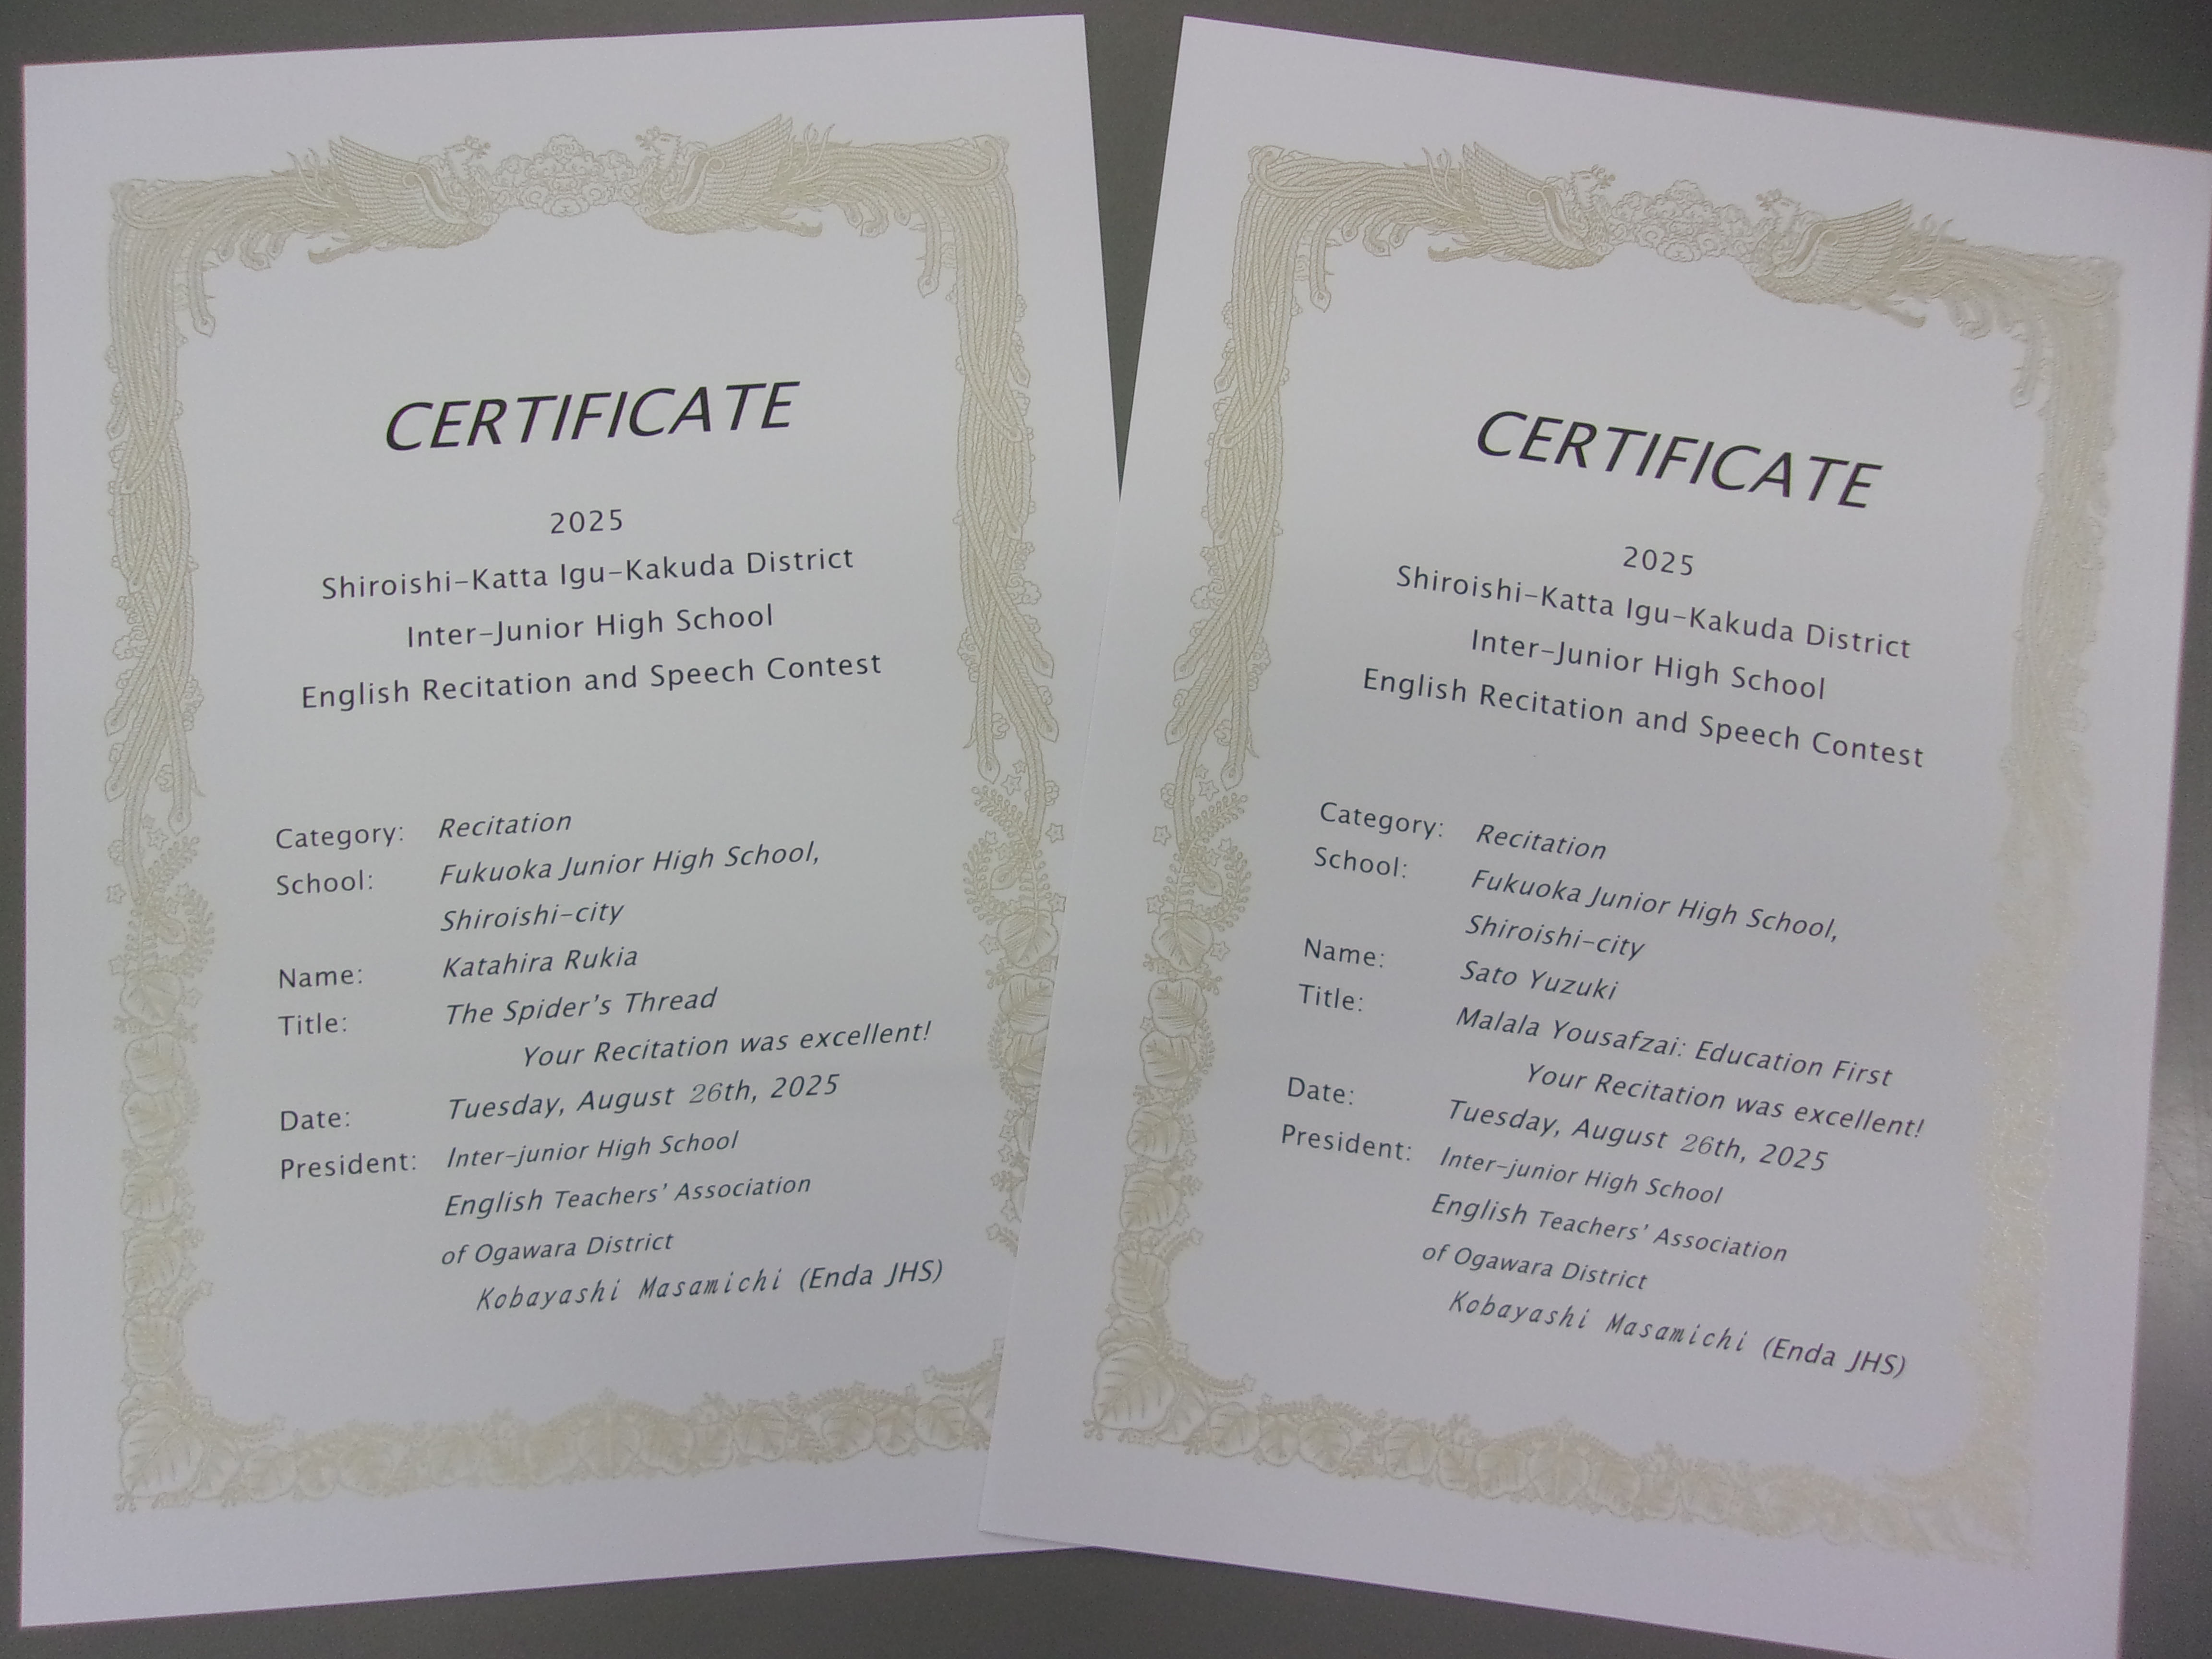 CERTIFICATE
2025
Shiroishi-Katta Igu-Kakuda District
Inter-Junior High School
English Recitation and Speech Contest
Category: Recitation
School: Fukuoka Junior High School,
Shiroishi-city
Name: Katahira Rukia
Title: The Spider's Thread
Your Recitation was excellent!
Date: Tuesday, August 26th, 2025
President: Inter-junior High School
English Teachers' Association
of Ogawara District
Kobayashi Masamichi (Enda JHS)
CERTIFICATE
2025
Shiroishi-Katta Igu-Kakuda District
Inter-Junior High School
English Recitation and Speech Contest
Category: Recitation
School: Fukuoka Junior High School,
Shiroishi-city
Name: Sato Yuzuki
Title: Malala Yousafzai: Education First
Your Recitation was excellent!
Date: Tuesday, August 26th, 2025
President: Inter-junior High School
English Teachers' Association
of Ogawara District
Kobayashi Masamichi (Enda JHS)